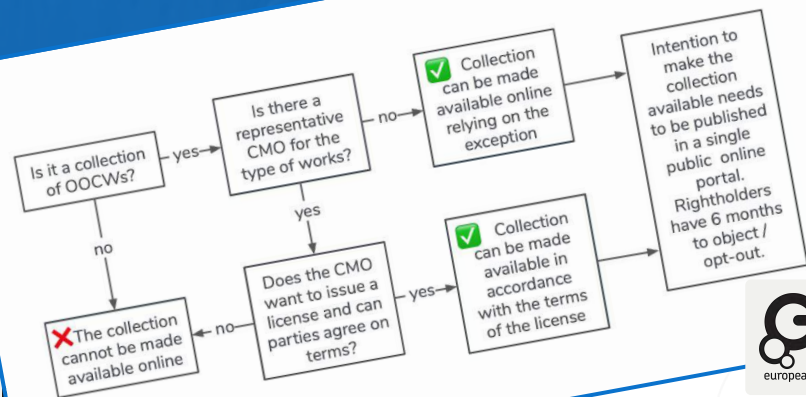 Is it a collection
of OOCWs?
yes
Is there a
representative
CMO for the
type of works?
no
✅ Collection
can be made
available online
relying on the
exception
Intention to
make the
collection
available needs
to be published
in a single
public online
portal.
Rightholders
have 6 months
to object /
opt-out.
no
yes
❌ The collection
cannot be made
available online
no
Does the CMO
want to issue a
license and can
parties agree on
terms?
yes
✅ Collection
can be made
available in
accordance
with the terms
of the license
europea